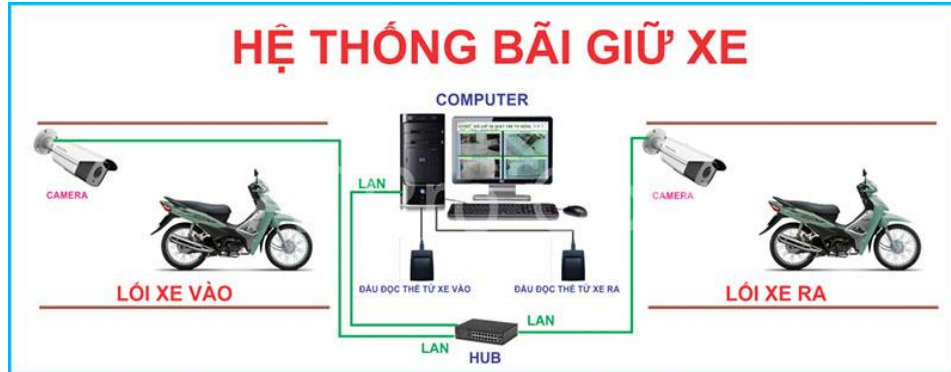 HỆ THỐNG BÃI GIỮ XE
COMPUTER
CAMERA
LAN
CAMERA
ĐẦU ĐỌC THẺ TỪ XE VÀO
ĐẦU ĐỌC THẺ TỪ XE RA
LỐI XE VÀO
LỐI XE RA
LAN
LAN
HUB